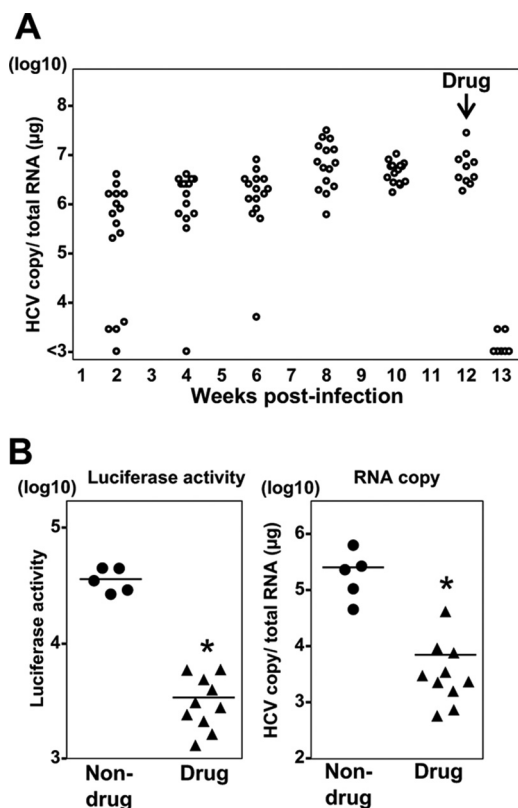 A
(log10)
Drug
HCV copy/ total RNA (µg)
8
7
6
5
4
<3
1 2 3 4 5 6 7 8 9 10 11 12 13
Weeks post-infection
B
Luciferase activity
(log10)
Luciferase activity
5
4
3
Non-
drug
Drug
*
RNA copy
(log10)
HCV copy/ total RNA (µg)
6
5
4
3
2
Non-
drug
Drug
*